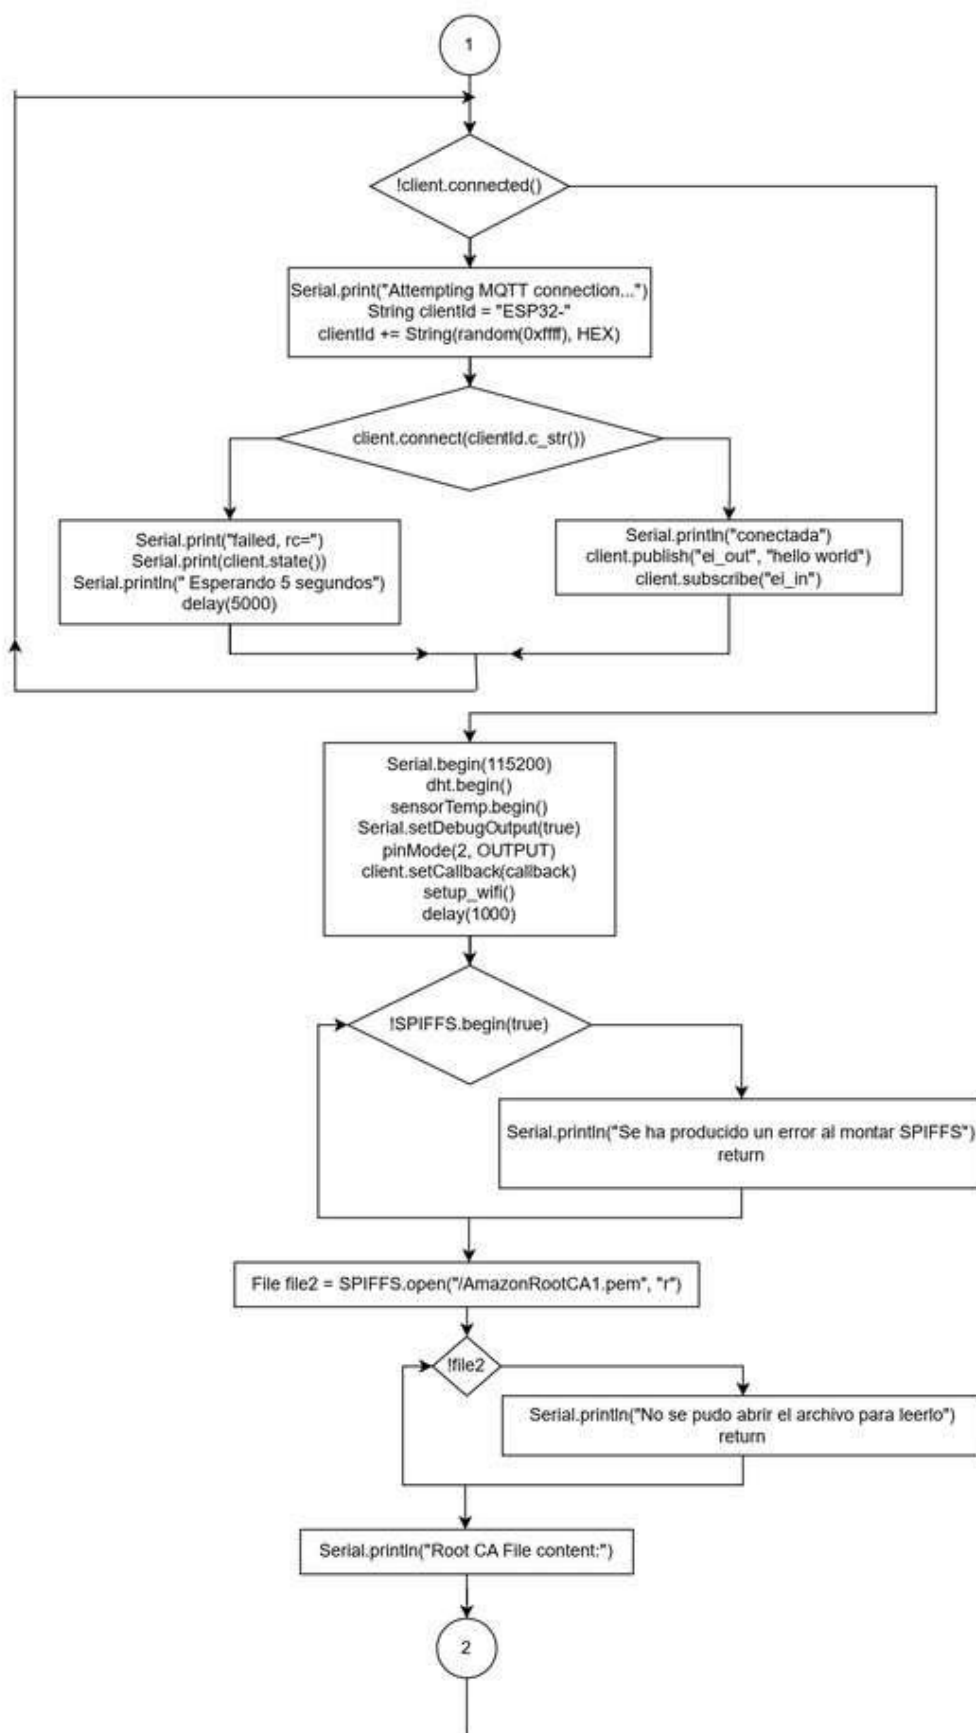 1
!client.connected()
Serial.print("Attempting MQTT connection...")
String clientId = "ESP32-"
clientId += String(random(0xffff), HEX)
client.connect(clientId.c_str())
Serial.print("failed, rc=")
Serial.print(client.state())
Serial.println(" Esperando 5 segundos")
delay(5000)
Serial.println("conectada")
client.publish("ei_out", "hello world")
client.subscribe("ei_in")
Serial.begin(115200)
dht.begin()
sensorTemp.begin()
Serial.setDebugOutput(true)
pinMode(2, OUTPUT)
client.setCallback(callback)
setup_wifi()
delay(1000)
!SPIFFS.begin(true)
Serial.println("Se ha producido un error al montar SPIFFS")
return
File file2 = SPIFFS.open("/AmazonRootCA1.pem", "r")
!file2
Serial.println("No se pudo abrir el archivo para leerlo")
return
Serial.println("Root CA File content:")
2